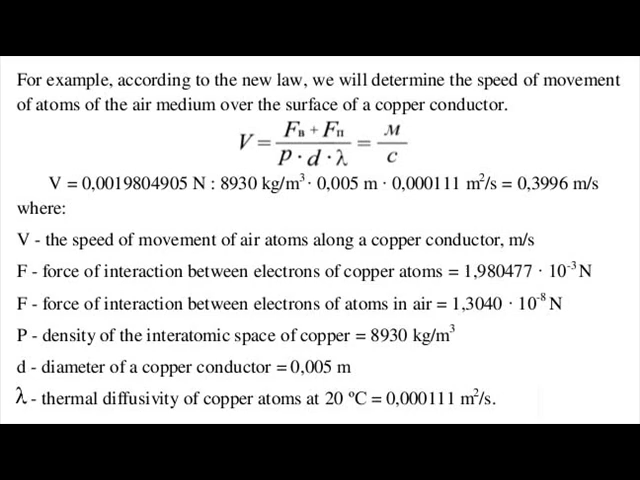 For example, according to the new law, we will determine the speed of movement
of atoms of the air medium over the surface of a copper conductor.
V = (Fв + Fп) / (p · d · λ) = м / с
V = 0,0019804905 N : 8930 kg/m³ · 0,005 m · 0,000111 m²/s = 0,3996 m/s
where:
V - the speed of movement of air atoms along a copper conductor, m/s
F - force of interaction between electrons of copper atoms = 1,980477 · 10⁻³ N
F - force of interaction between electrons of atoms in air = 1,3040 · 10⁻⁸ N
P - density of the interatomic space of copper = 8930 kg/m³
d - diameter of a copper conductor = 0,005 m
λ - thermal diffusivity of copper atoms at 20 ºC = 0,000111 m²/s.